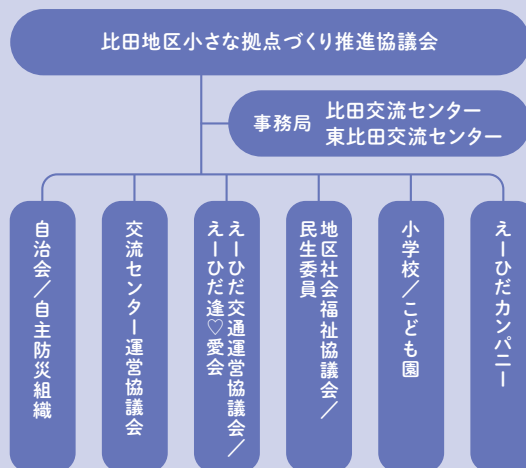 比田地区小さな拠点づくり推進協議会
事務局
比田交流センター
東比田交流センター
自治会／自主防災組織
交流センター運営協議会
えーひだ交通運営協議会／
えーひだ逢♡愛会
地区社会福祉協議会／
民生委員
小学校／こども園
えーひだカンパニー